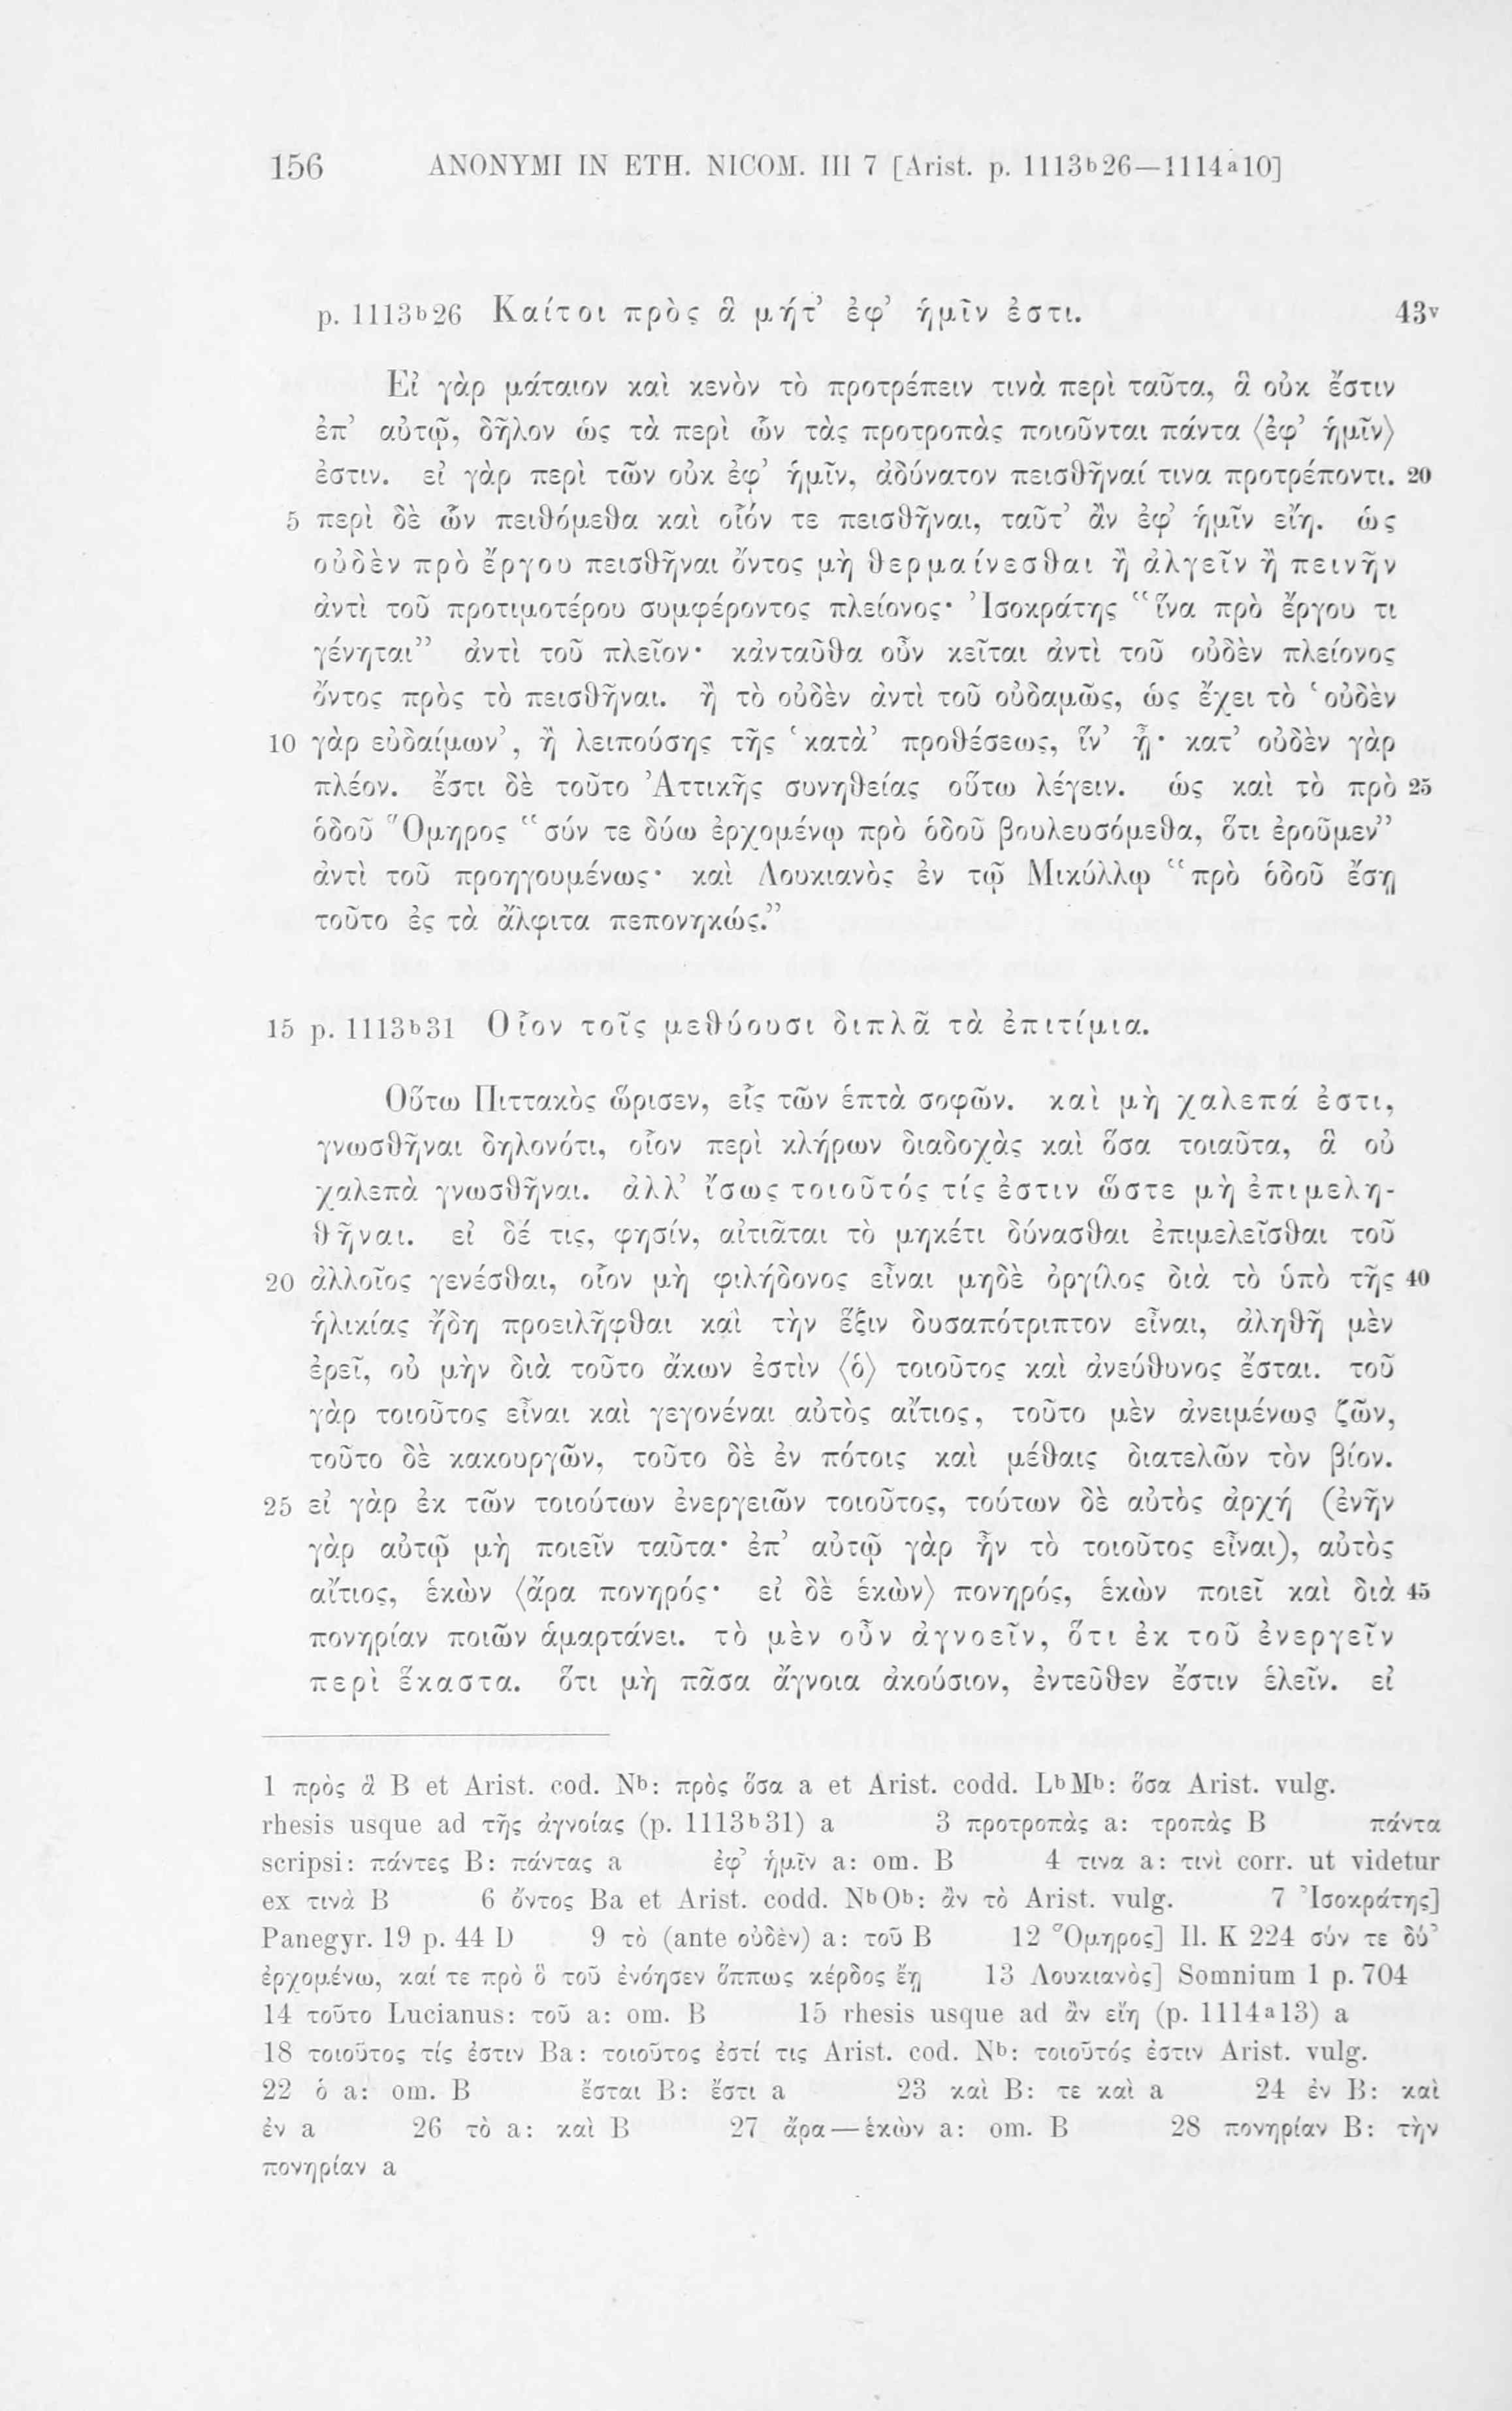 156 ANONYMI IN ETH. NICOM. III 7 [Arist. p. 1113b26—1114a10]
p. 1113b26 Καίτοι πρὸς ἃ μήτ’ ἐφ’ ἡμῖν ἐστι. 43v
Εἰ γὰρ μάταιον καὶ κενὸν τὸ προτρέπειν τινὰ περὶ ταῦτα, ἃ οὐκ ἔστιν
ἐπ’ αὐτῷ, δῆλον ὡς τὰ περὶ ὧν τὰς προτροπὰς ποιοῦνται πάντα ⟨ἐφ’ ἡμῖν⟩
ἐστιν. εἰ γὰρ περὶ τῶν οὐκ ἐφ’ ἡμῖν, ἀδύνατον πεισθῆναί τινα προτρέποντι. 20
5 περὶ δὲ ὧν πειθόμεθα καὶ οἷόν τε πεισθῆναι, ταῦτ’ ἂν ἐφ’ ἡμῖν εἴη. ὡς
οὐδὲν πρὸ ἔργου πεισθῆναι ὄντος μὴ θερμαίνεσθαι ἢ ἀλγεῖν ἢ πεινῆν
ἀντὶ τοῦ προτιμοτέρου συμφέροντος πλείονος· Ἰσοκράτης “ἵνα πρὸ ἔργου τι
γένηται” ἀντὶ τοῦ πλεῖον· κἀνταῦθα οὖν κεῖται ἀντὶ τοῦ οὐδὲν πλείονος
ὄντος πρὸς τὸ πεισθῆναι. ἢ τὸ οὐδὲν ἀντὶ τοῦ οὐδαμῶς, ὡς ἔχει τὸ ‘οὐδὲν
10 γὰρ εὐδαίμων’, ἢ λειπούσης τῆς ‘κατὰ’ προθέσεως, ἵν’ ᾖ· κατ’ οὐδὲν γὰρ
πλέον. ἔστι δὲ τοῦτο Ἀττικῆς συνηθείας οὕτω λέγειν. ὡς καὶ τὸ πρὸ 25
ὁδοῦ Ὅμηρος “σύν τε δύω ἐρχομένω πρὸ ὁδοῦ βουλευσόμεθα, ὅτι ἐροῦμεν”
ἀντὶ τοῦ προηγουμένως· καὶ Λουκιανὸς ἐν τῷ Μικύλλῳ “πρὸ ὁδοῦ ἔσῃ
τοῦτο ἐς τὰ ἄλφιτα πεπονηκώς.”
15 p. 1113b31 Οἷον τοῖς μεθύουσι διπλᾶ τὰ ἐπιτίμια.
Οὕτω Πιττακὸς ὥρισεν, εἷς τῶν ἑπτὰ σοφῶν. καὶ μὴ χαλεπά ἐστι,
γνωσθῆναι δηλονότι, οἷον περὶ κλήρων διαδοχὰς καὶ ὅσα τοιαῦτα, ἃ οὐ
χαλεπὰ γνωσθῆναι. ἀλλ’ ἴσως τοιοῦτός τίς ἐστιν ὥστε μὴ ἐπιμελη-
θῆναι. εἰ δέ τις, φησίν, αἰτιᾶται τὸ μηκέτι δύνασθαι ἐπιμελεῖσθαι τοῦ
20 ἀλλοῖος γενέσθαι, οἷον μὴ φιλήδονος εἶναι μηδὲ ὀργίλος διὰ τὸ ὑπὸ τῆς 40
ἡλικίας ἤδη προειλῆφθαι καὶ τὴν ἕξιν δυσαπότριπτον εἶναι, ἀληθῆ μὲν
ἐρεῖ, οὐ μὴν διὰ τοῦτο ἄκων ἐστὶν ⟨ὁ⟩ τοιοῦτος καὶ ἀνεύθυνος ἔσται. τοῦ
γὰρ τοιοῦτος εἶναι καὶ γεγονέναι αὐτὸς αἴτιος, τοῦτο μὲν ἀνειμένως ζῶν,
τοῦτο δὲ κακουργῶν, τοῦτο δὲ ἐν πότοις καὶ μέθαις διατελῶν τὸν βίον.
25 εἰ γὰρ ἐκ τῶν τοιούτων ἐνεργειῶν τοιοῦτος, τούτων δὲ αὐτὸς ἀρχή (ἐνῆν
γὰρ αὐτῷ μὴ ποιεῖν ταῦτα· ἐπ’ αὐτῷ γὰρ ἦν τὸ τοιοῦτος εἶναι), αὐτὸς
αἴτιος, ἑκὼν ⟨ἄρα πονηρός· εἰ δὲ ἑκὼν⟩ πονηρός, ἑκὼν ποιεῖ καὶ διὰ 45
πονηρίαν ποιῶν ἁμαρτάνει. τὸ μὲν οὖν ἀγνοεῖν, ὅτι ἐκ τοῦ ἐνεργεῖν
περὶ ἕκαστα. ὅτι μὴ πᾶσα ἄγνοια ἀκούσιον, ἐντεῦθεν ἔστιν ἑλεῖν. εἰ
1 πρὸς ἃ B et Arist. cod. Nb: πρὸς ὅσα a et Arist. codd. LbMb: ὅσα Arist. vulg.
rhesis usque ad τῆς ἀγνοίας (p. 1113b31) a 3 προτροπὰς a: τροπὰς B πάντα
scripsi: πάντες B: πάντας a ἐφ’ ἡμῖν a: om. B 4 τινα a: τινὶ corr. ut videtur
ex τινὰ B 6 ὄντος Ba et Arist. codd. NbOb: ἂν τὸ Arist. vulg. 7 Ἰσοκράτης]
Panegyr. 19 p. 44 D 9 τὸ (ante οὐδὲν) a: τοῦ B 12 Ὅμηρος] Il. K 224 σύν τε δύ’
ἐρχομένω, καί τε πρὸ ὃ τοῦ ἐνόησεν ὅππως κέρδος ἔῃ 13 Λουκιανὸς] Somnium 1 p. 704
14 τοῦτο Lucianus: τοῦ a: om. B 15 rhesis usque ad ἂν εἴη (p. 1114a13) a
18 τοιοῦτος τίς ἐστιν Ba: τοιοῦτος ἐστί τις Arist. cod. Nb: τοιοῦτός ἐστιν Arist. vulg.
22 ὁ a: om. B ἔσται B: ἔστι a 23 καὶ B: τε καὶ a 24 ἐν B: καὶ
ἐν a 26 τὸ a: καὶ B 27 ἄρα—ἑκὼν a: om. B 28 πονηρίαν B: τὴν
πονηρίαν a